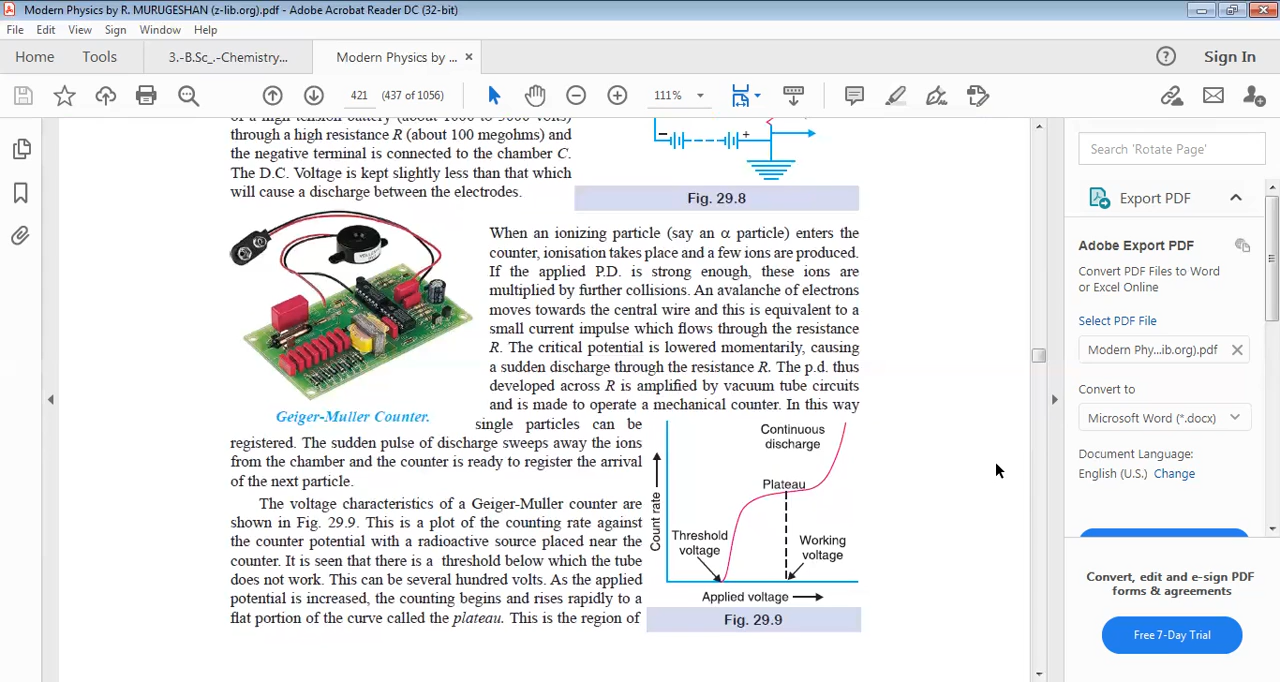 Modern Physics by R. MURUGESHAN (z-lib.org).pdf - Adobe Acrobat Reader DC (32-bit)
File Edit View Sign Window Help
Home Tools 3.-B.Sc_.-Chemistry... Modern Physics by ... × Sign In
421 (437 of 1056) 111%
of a high tension battery (about 1000 to 3000 volts)
through a high resistance R (about 100 megohms) and
the negative terminal is connected to the chamber C.
The D.C. Voltage is kept slightly less than that which
will cause a discharge between the electrodes.
− +
Fig. 29.8
When an ionizing particle (say an α particle) enters the
counter, ionisation takes place and a few ions are produced.
If the applied P.D. is strong enough, these ions are
multiplied by further collisions. An avalanche of electrons
moves towards the central wire and this is equivalent to a
small current impulse which flows through the resistance
R. The critical potential is lowered momentarily, causing
a sudden discharge through the resistance R. The p.d. thus
developed across R is amplified by vacuum tube circuits
and is made to operate a mechanical counter. In this way
Geiger-Muller Counter.
single particles can be
registered. The sudden pulse of discharge sweeps away the ions
from the chamber and the counter is ready to register the arrival
of the next particle.
The voltage characteristics of a Geiger-Muller counter are
shown in Fig. 29.9. This is a plot of the counting rate against
the counter potential with a radioactive source placed near the
counter. It is seen that there is a threshold below which the tube
does not work. This can be several hundred volts. As the applied
potential is increased, the counting begins and rises rapidly to a
flat portion of the curve called the plateau. This is the region of
Continuous
discharge
Plateau
Count rate
Threshold
voltage
Working
voltage
Applied voltage
Fig. 29.9
Search 'Rotate Page'
Export PDF
Adobe Export PDF
Convert PDF Files to Word
or Excel Online
Select PDF File
Modern Phy...ib.org).pdf
Convert to
Microsoft Word (*.docx)
Document Language:
English (U.S.) Change
Convert, edit and e-sign PDF
forms & agreements
Free 7-Day Trial